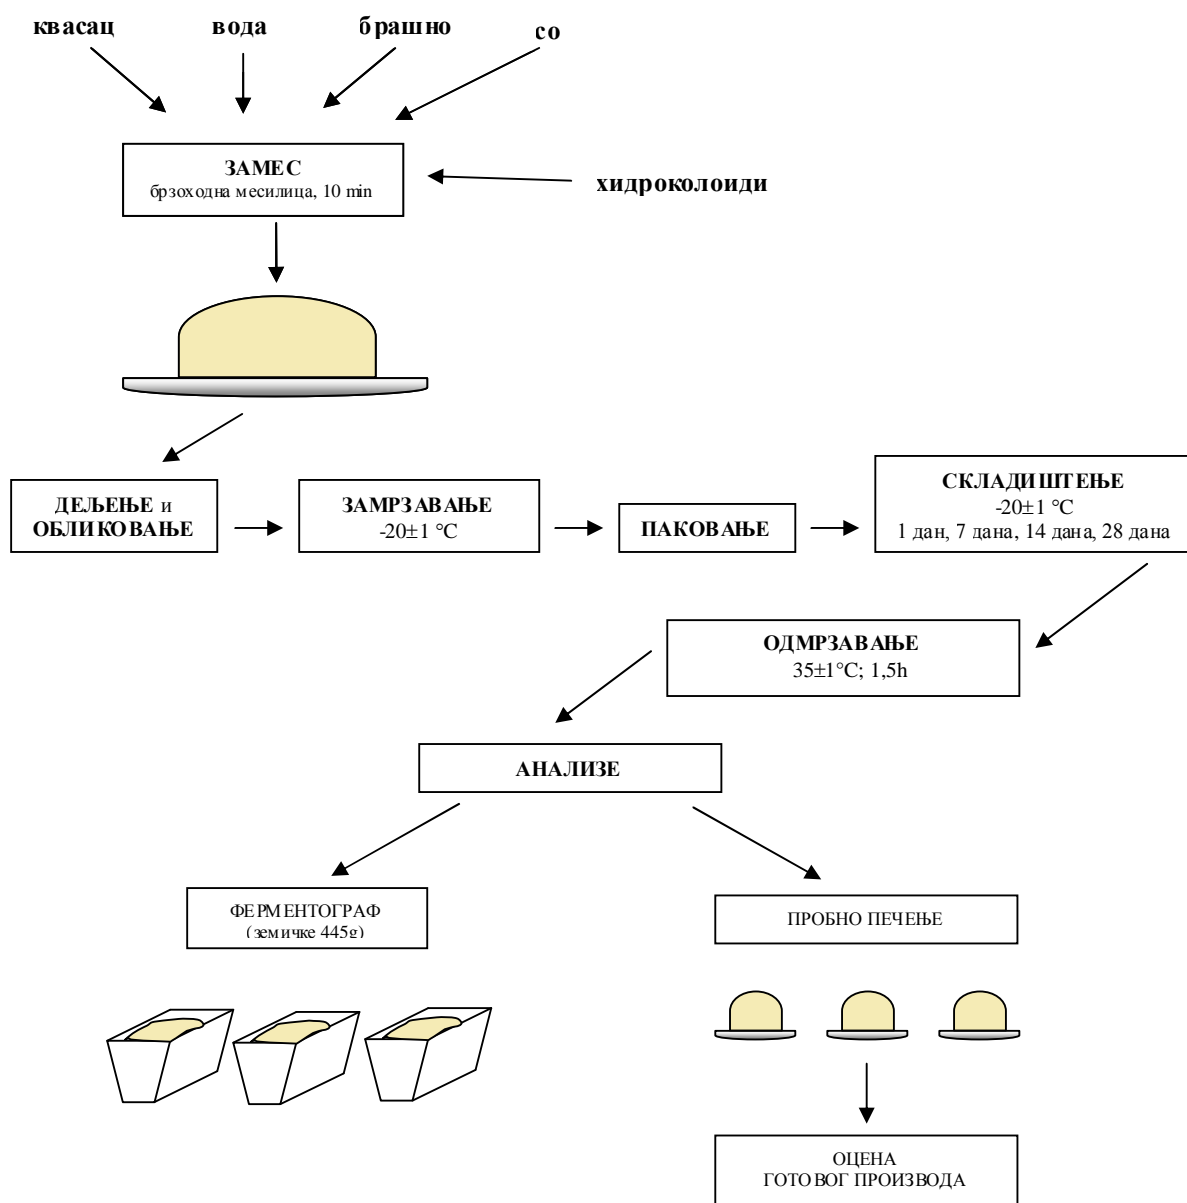 квасац вода брашно со
ЗАМЕС
брзоходна месилица, 10 min
хидроколоиди
ДЕЉЕЊЕ и
ОБЛИКОВАЊЕ
ЗАМРЗАВАЊЕ
-20±1 °C
ПАКОВАЊЕ
СКЛАДИШТЕЊЕ
-20±1 °C
1 дан, 7 дана, 14 дана, 28 дана
ОДМРЗАВАЊЕ
35±1°C; 1,5h
АНАЛИЗЕ
ФЕРМЕНТОГРАФ
(земичке 445g)
ПРОБНО ПЕЧЕЊЕ
ОЦЕНА
ГОТОВОГ ПРОИЗВОДА